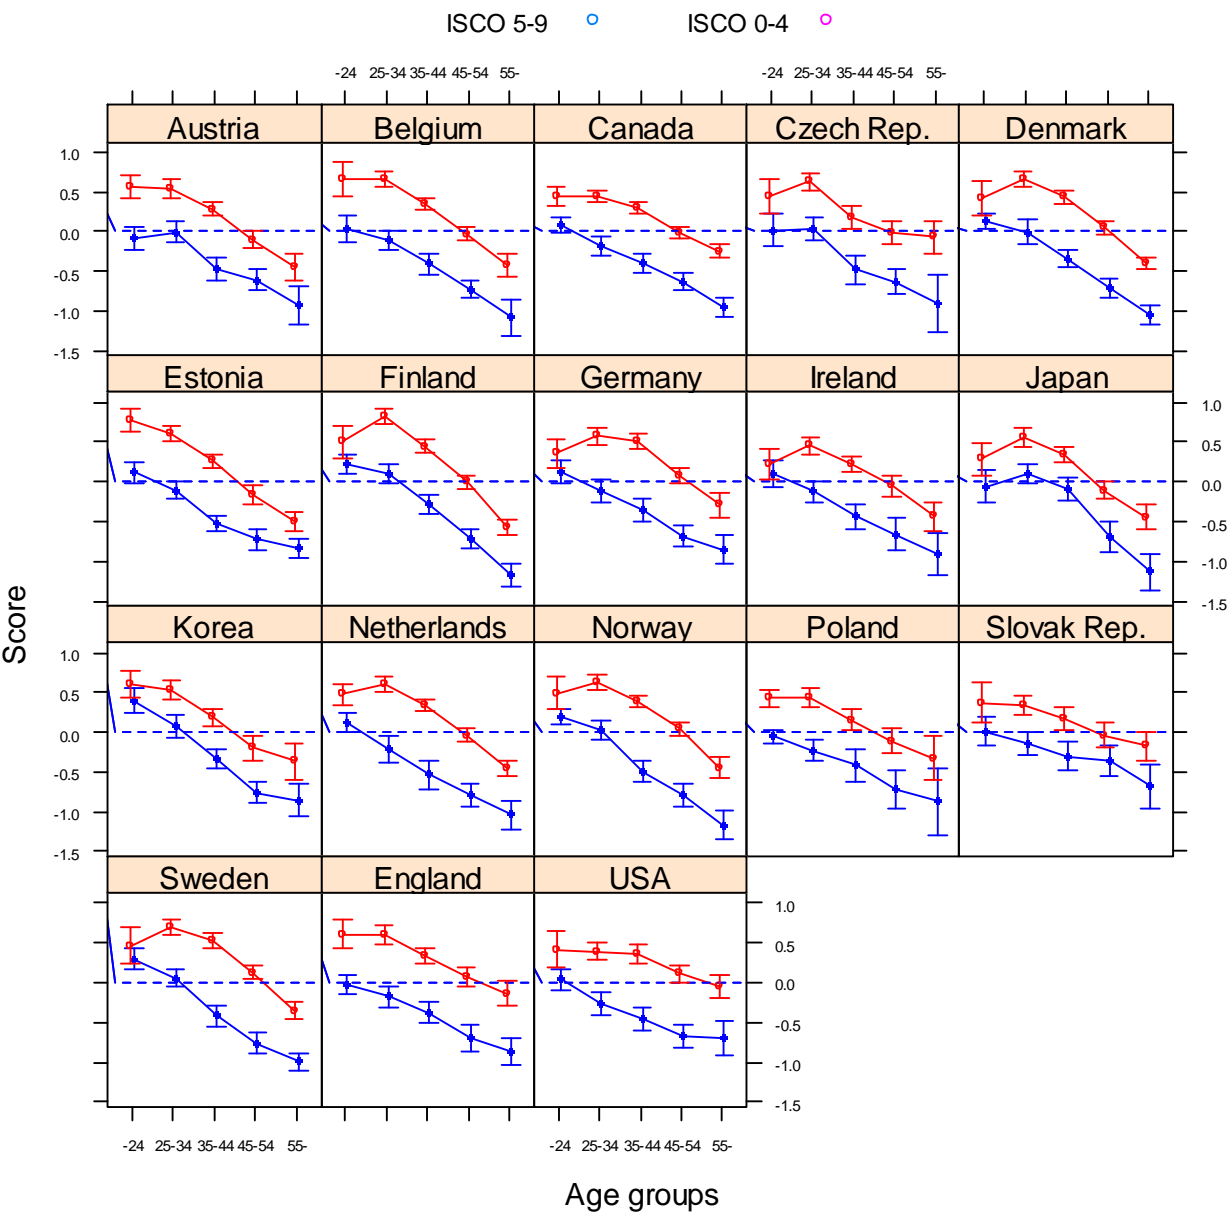 ISCO 5-9 ISCO 0-4
-24 25-34 35-44 45-54 55- -24 25-34 35-44 45-54 55-
Austria Belgium Canada Czech Rep. Denmark
1.0
0.5
0.0
-0.5
-1.0
-1.5
Estonia Finland Germany Ireland Japan
1.0
0.5
0.0
-0.5
-1.0
-1.5
Score
Korea Netherlands Norway Poland Slovak Rep.
1.0
0.5
0.0
-0.5
-1.0
-1.5
Sweden England USA
1.0
0.5
0.0
-0.5
-1.0
-1.5
-24 25-34 35-44 45-54 55- -24 25-34 35-44 45-54 55-
Age groups